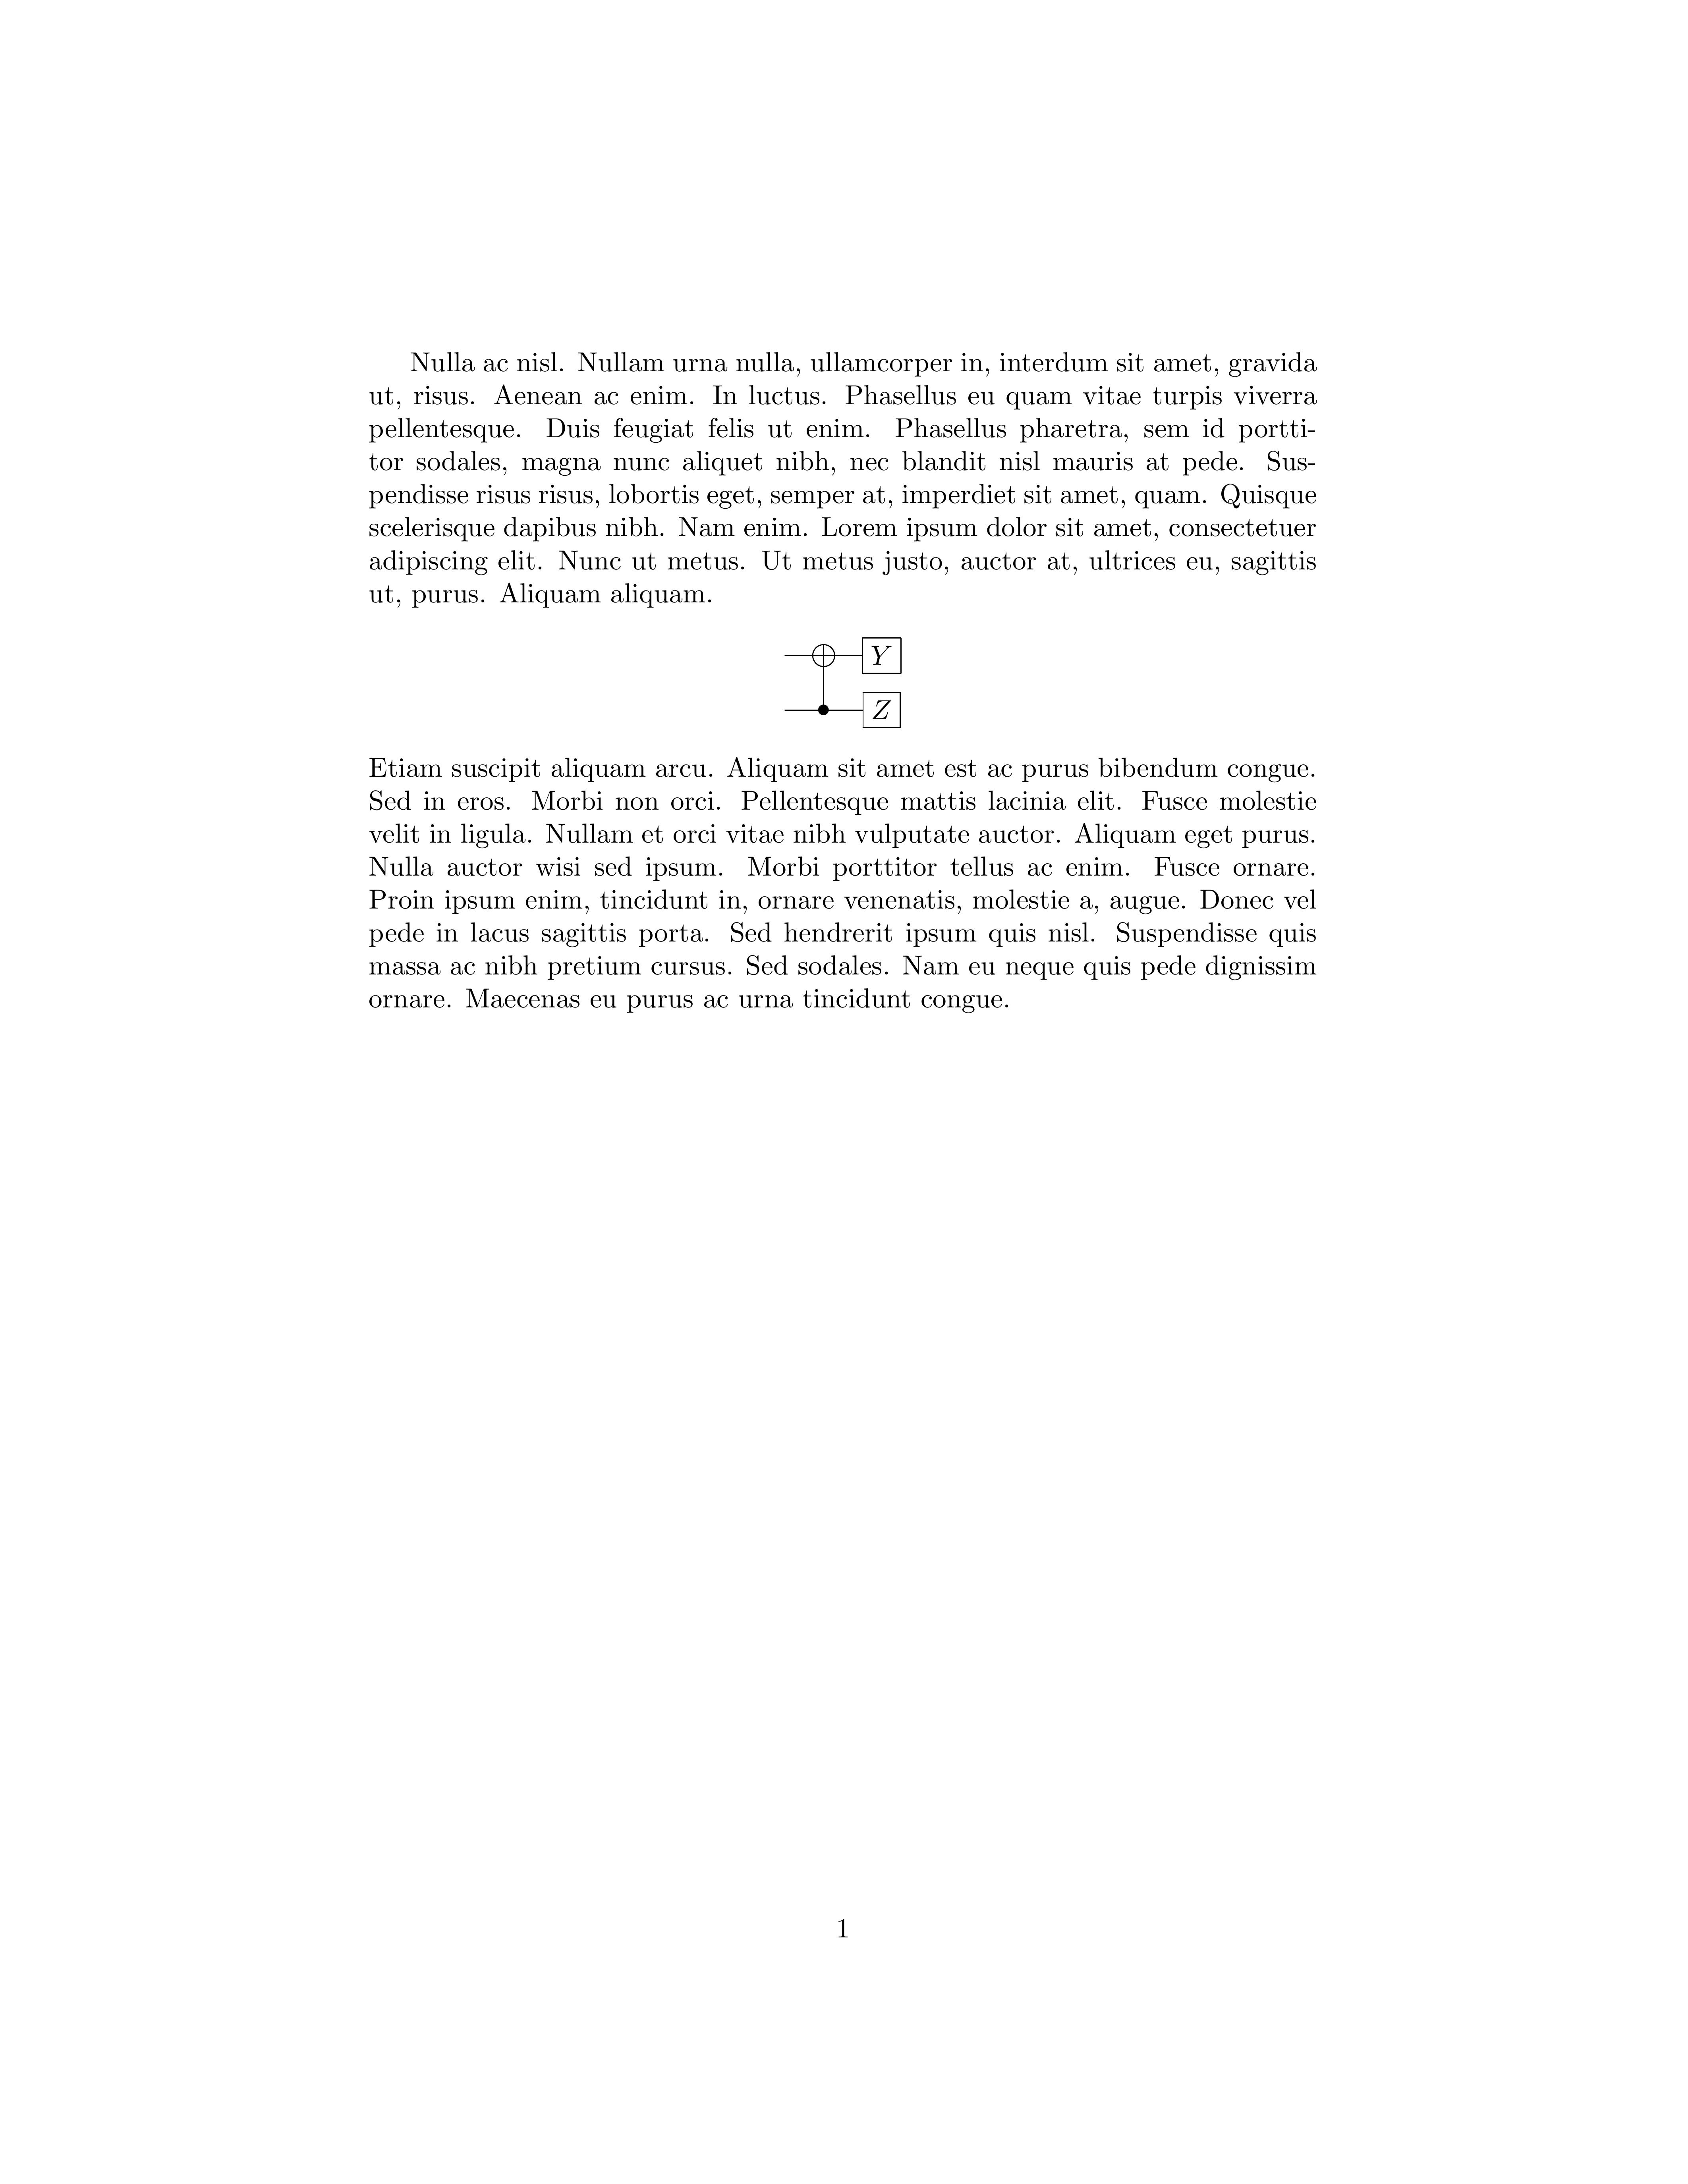 Nulla ac nisl. Nullam urna nulla, ullamcorper in, interdum sit amet, gravida
ut, risus. Aenean ac enim. In luctus. Phasellus eu quam vitae turpis viverra
pellentesque. Duis feugiat felis ut enim. Phasellus pharetra, sem id portti-
tor sodales, magna nunc aliquet nibh, nec blandit nisl mauris at pede. Sus-
pendisse risus risus, lobortis eget, semper at, imperdiet sit amet, quam. Quisque
scelerisque dapibus nibh. Nam enim. Lorem ipsum dolor sit amet, consectetuer
adipiscing elit. Nunc ut metus. Ut metus justo, auctor at, ultrices eu, sagittis
ut, purus. Aliquam aliquam.
Y
Z
Etiam suscipit aliquam arcu. Aliquam sit amet est ac purus bibendum congue.
Sed in eros. Morbi non orci. Pellentesque mattis lacinia elit. Fusce molestie
velit in ligula. Nullam et orci vitae nibh vulputate auctor. Aliquam eget purus.
Nulla auctor wisi sed ipsum. Morbi porttitor tellus ac enim. Fusce ornare.
Proin ipsum enim, tincidunt in, ornare venenatis, molestie a, augue. Donec vel
pede in lacus sagittis porta. Sed hendrerit ipsum quis nisl. Suspendisse quis
massa ac nibh pretium cursus. Sed sodales. Nam eu neque quis pede dignissim
ornare. Maecenas eu purus ac urna tincidunt congue.
1